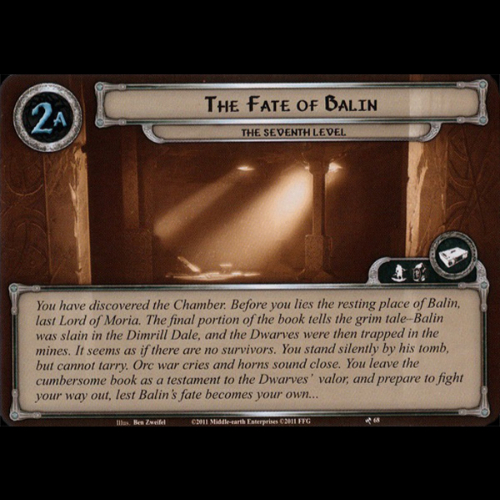 2A
THE FATE OF BALIN
THE SEVENTH LEVEL
You have discovered the Chamber. Before you lies the resting place of Balin,
last Lord of Moria. The final portion of the book tells the grim tale–Balin
was slain in the Dimrill Dale, and the Dwarves were then trapped in the
mines. It seems as if there are no survivors. You stand silently by his tomb,
but cannot tarry. Orc war cries and horns sound close. You leave the
cumbersome book as a testament to the Dwarves’ valor, and prepare to fight
your way out, lest Balin’s fate becomes your own...
Illus. Ben Zweifel ©2011 Middle-earth Enterprises ©2011 FFG 68